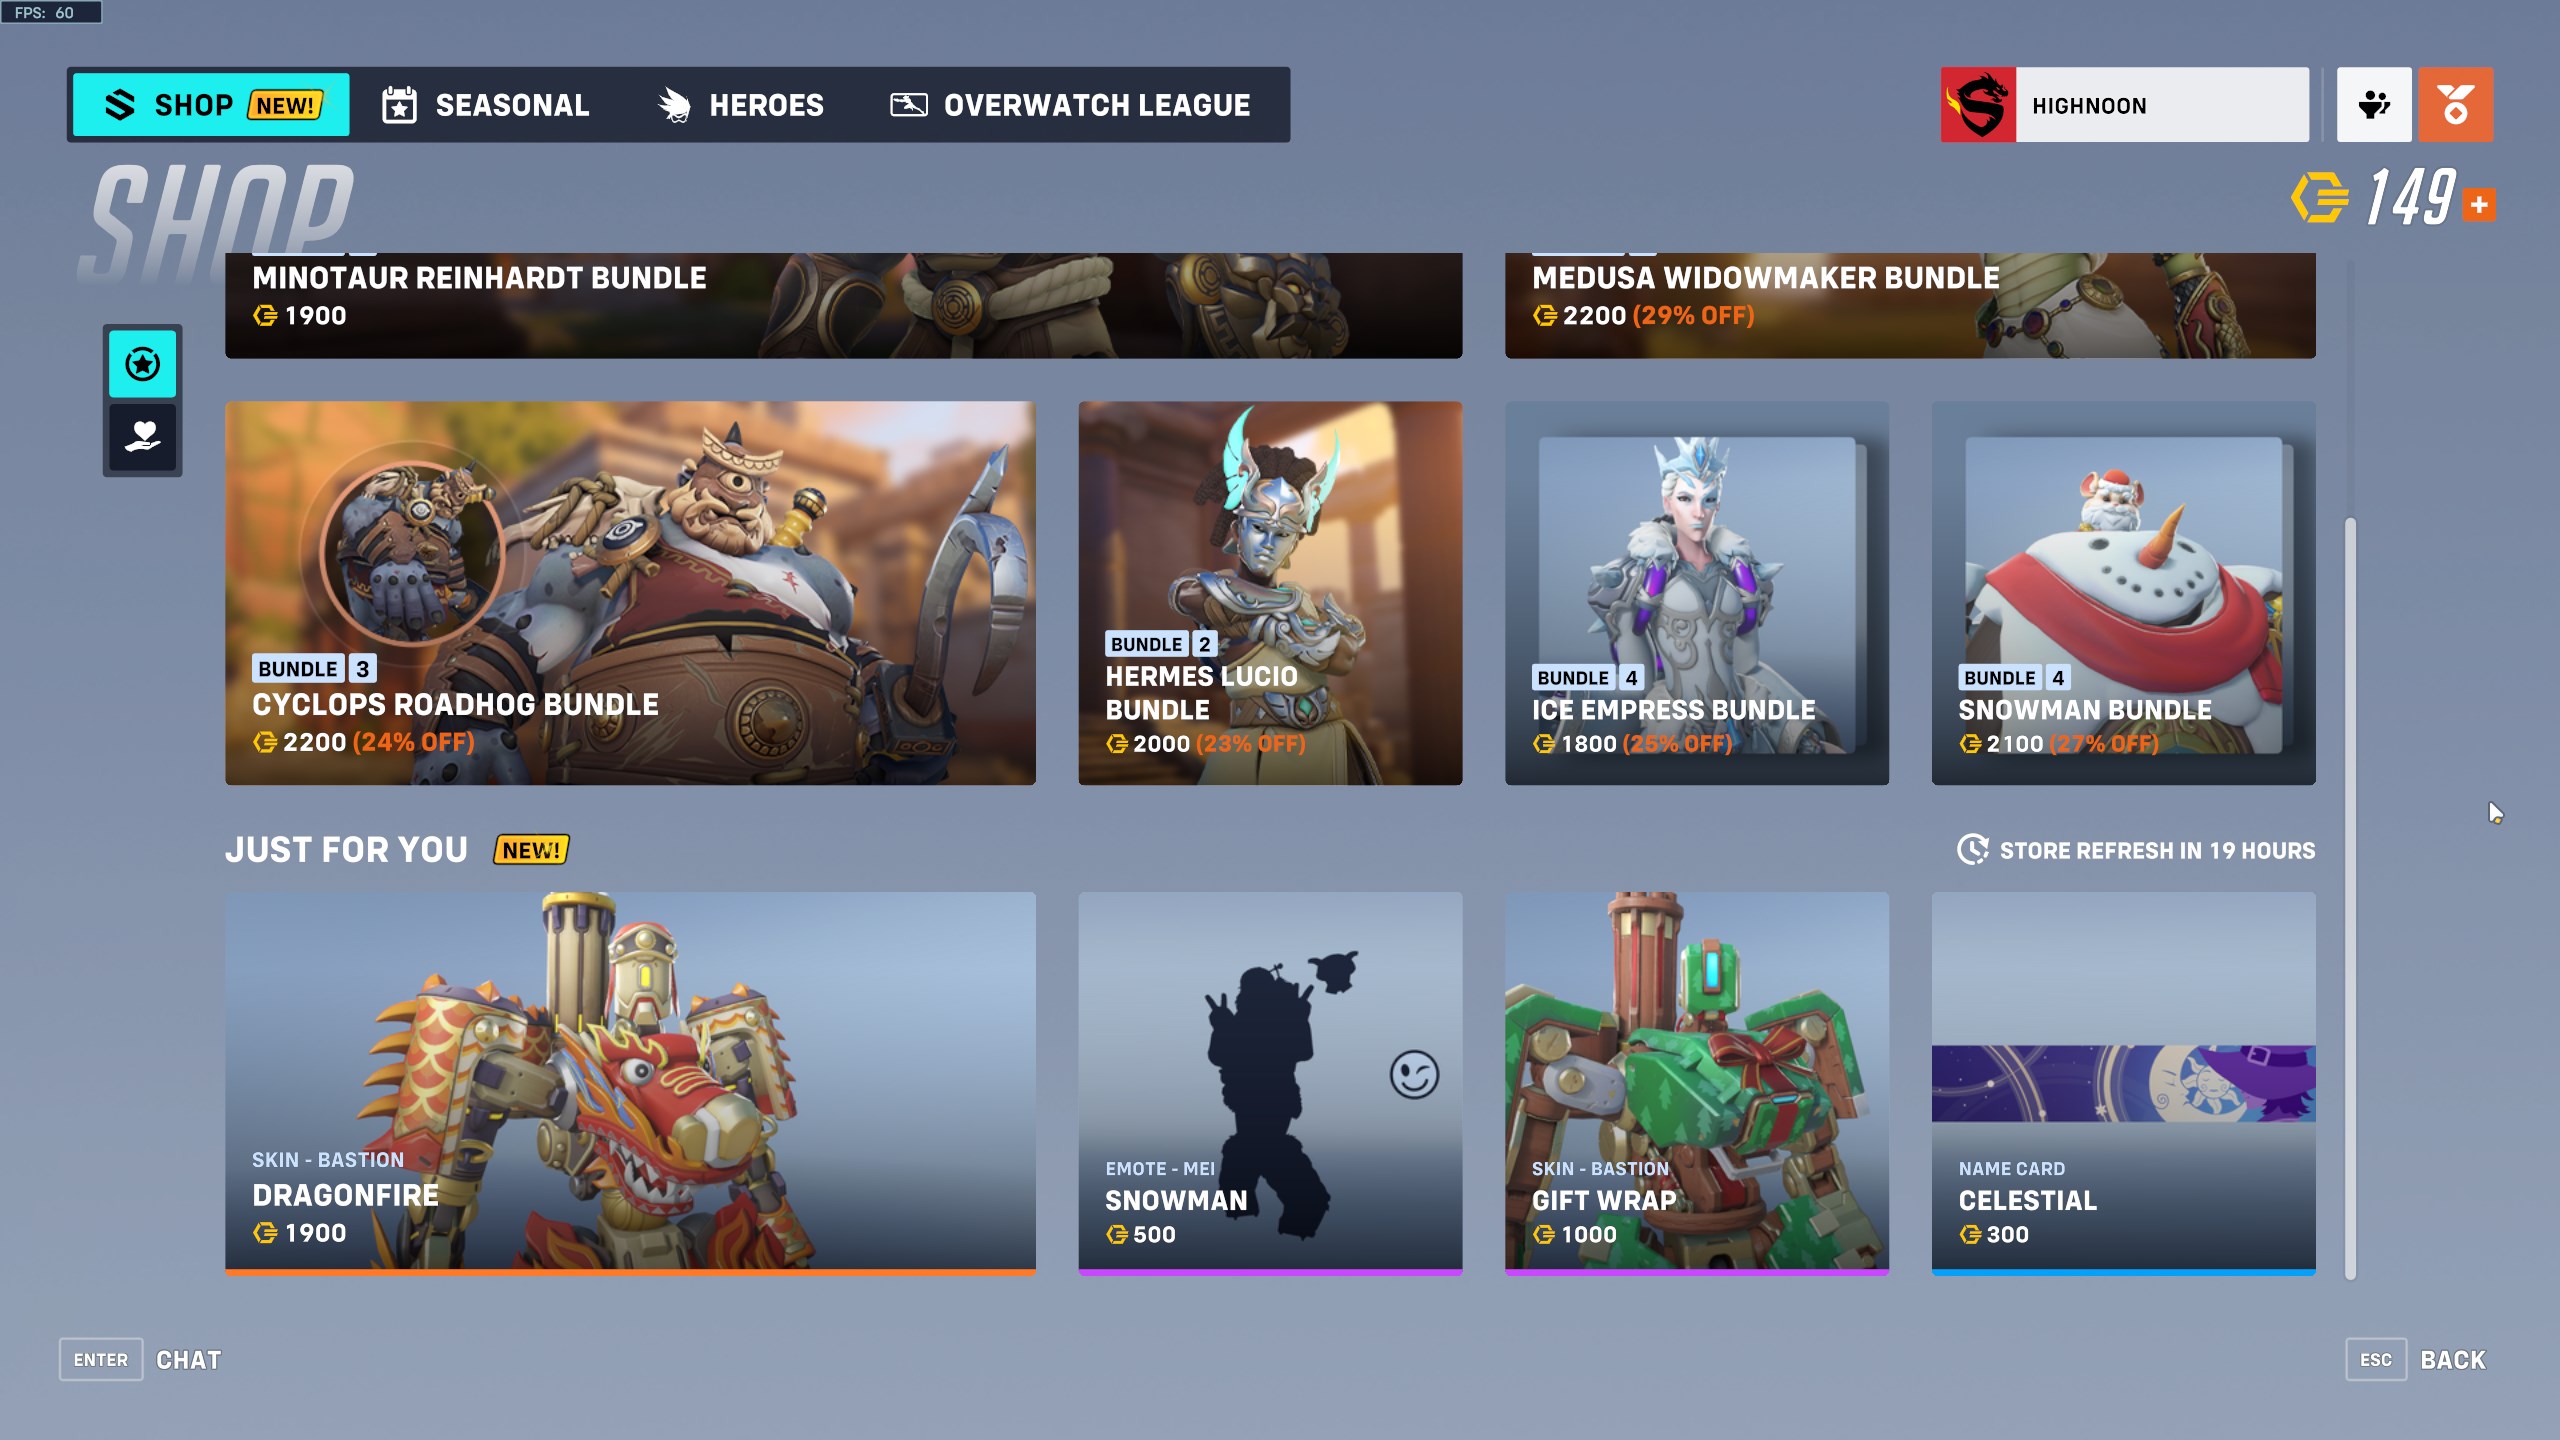 FPS: 60
SHOP NEW! SEASONAL HEROES OVERWATCH LEAGUE
HIGHNOON
SHOP
149 +
MINOTAUR REINHARDT BUNDLE
1900
MEDUSA WIDOWMAKER BUNDLE
2200 (29% OFF)
BUNDLE 3
CYCLOPS ROADHOG BUNDLE
2200 (24% OFF)
BUNDLE 2
HERMES LUCIO
BUNDLE
2000 (23% OFF)
BUNDLE 4
ICE EMPRESS BUNDLE
1800 (25% OFF)
BUNDLE 4
SNOWMAN BUNDLE
2100 (27% OFF)
JUST FOR YOU NEW!
STORE REFRESH IN 19 HOURS
SKIN - BASTION
DRAGONFIRE
1900
EMOTE - MEI
SNOWMAN
500
SKIN - BASTION
GIFT WRAP
1000
NAME CARD
CELESTIAL
300
ENTER CHAT
ESC BACK